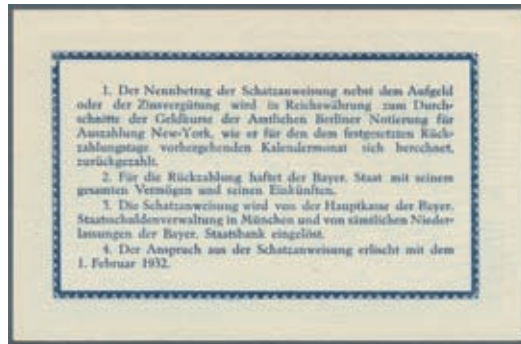 1. Der Nennbetrag der Schatzanweisung nebst dem Aufgeld
oder der Zinsvergütung wird in Reichswährung zum Durch-
schnitte der Geldkurse der Amtlichen Berliner Notierung für
Auszahlung New-York, wie er für den dem festgesetzten Rück-
zahlungstage vorhergehenden Kalendermonat sich berechnet,
zurückgezahlt.
2. Für die Rückzahlung haftet der Bayer. Staat mit seinem
gesamten Vermögen und seinen Einkünften.
3. Die Schatzanweisung wird von der Hauptkasse der Bayer.
Staatsschuldenverwaltung in München und von sämtlichen Nieder-
lassungen der Bayer. Staatsbank eingelöst.
4. Der Anspruch aus der Schatzanweisung erlischt mit dem
1. Februar 1932.